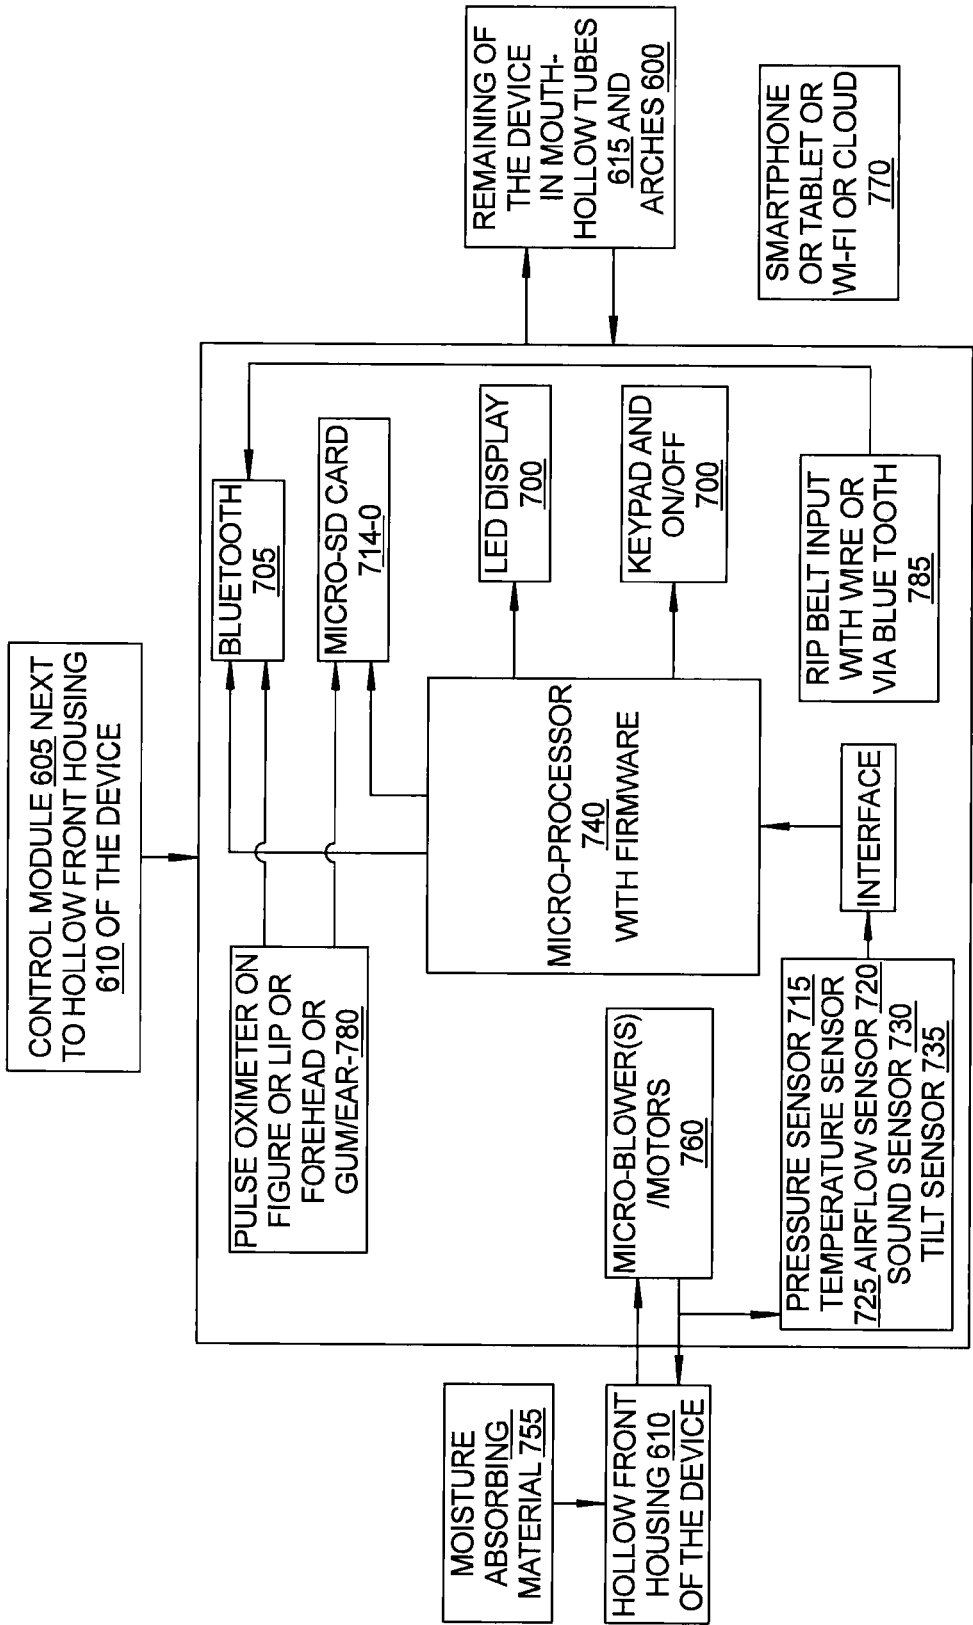 CONTROL MODULE 605 NEXT
TO HOLLOW FRONT HOUSING
610 OF THE DEVICE
PULSE OXIMETER ON
FIGURE OR LIP OR
FOREHEAD OR
GUM/EAR-780
BLUETOOTH
705
MICRO-SD CARD
714-0
MOISTURE
ABSORBING
MATERIAL 755
HOLLOW FRONT
HOUSING 610
OF THE DEVICE
MICRO-BLOWER(S)
/MOTORS
760
MICRO-PROCESSOR
740
WITH FIRMWARE
LED DISPLAY
700
KEYPAD AND
ON/OFF
700
REMAINING OF
THE DEVICE
IN MOUTH-
HOLLOW TUBES
615 AND
ARCHES 600
PRESSURE SENSOR 715
TEMPERATURE SENSOR
725 AIRFLOW SENSOR 720
SOUND SENSOR 730
TILT SENSOR 735
INTERFACE
RIP BELT INPUT
WITH WIRE OR
VIA BLUE TOOTH
785
SMARTPHONE
OR TABLET OR
WI-FI OR CLOUD
770